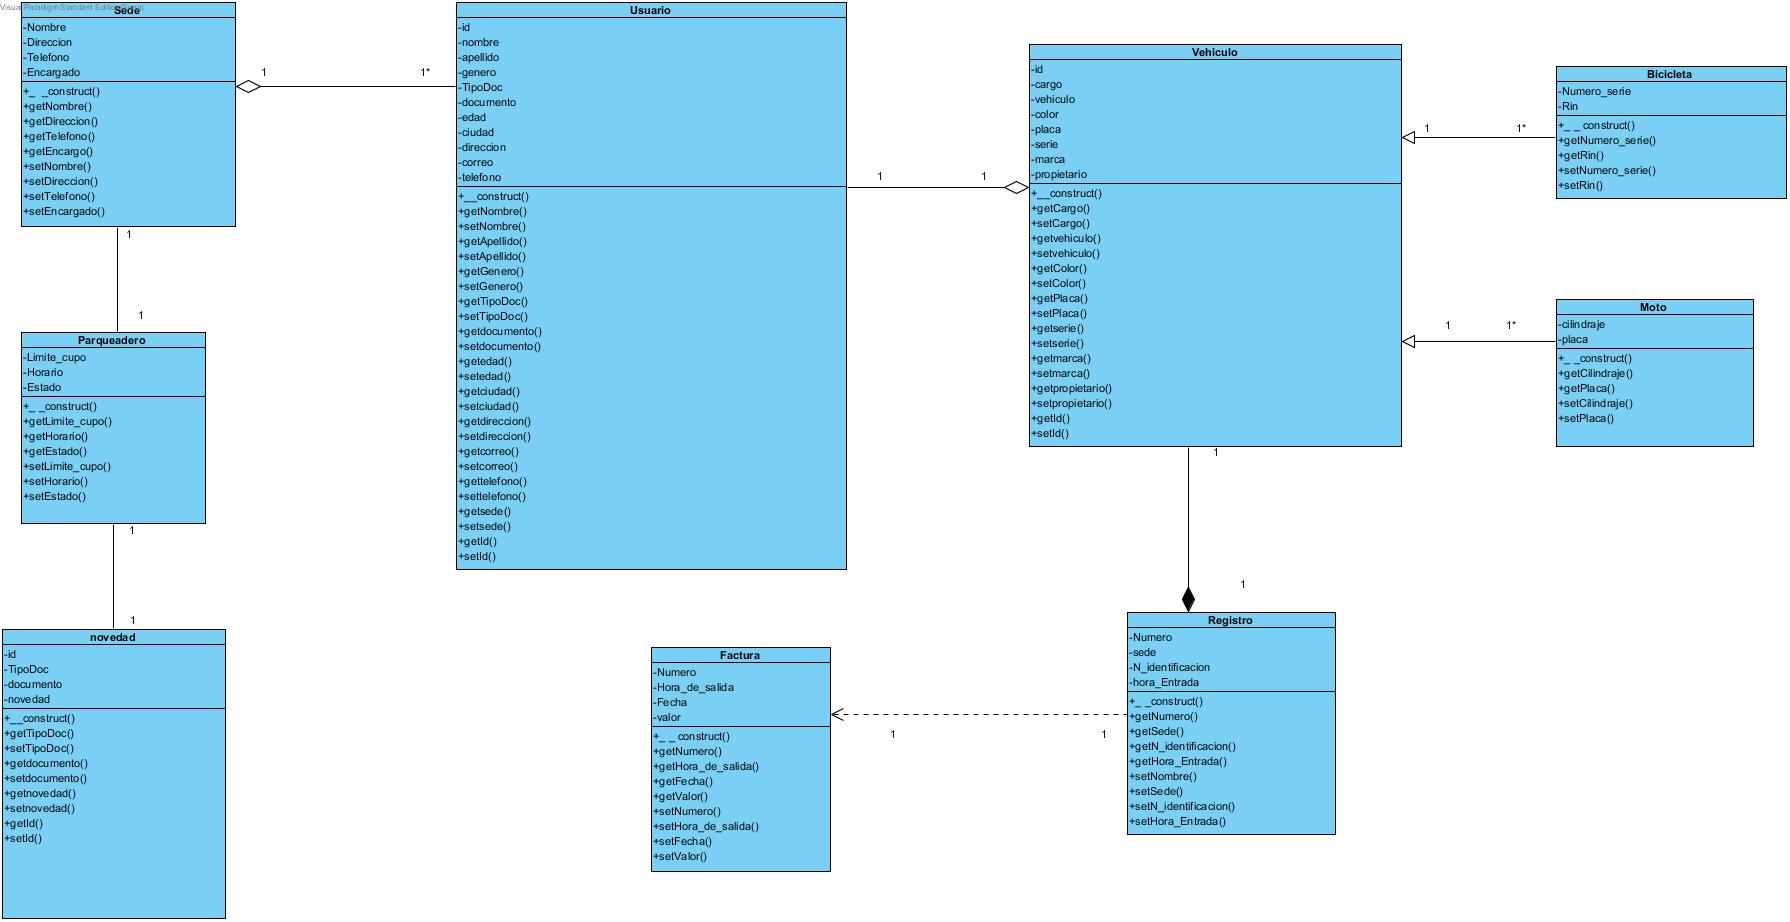 Visual Paradigm Standard Edition
Sede
-Nombre
-Direccion
-Telefono
-Encargado
+_ _construct()
+getNombre()
+getDireccion()
+getTelefono()
+getEncargo()
+setNombre()
+setDireccion()
+setTelefono()
+setEncargado()
1
1*
Usuario
-id
-nombre
-apellido
-genero
-TipoDoc
-documento
-edad
-ciudad
-direccion
-correo
-telefono
+__construct()
+getNombre()
+setNombre()
+getApellido()
+setApellido()
+getGenero()
+setGenero()
+getTipoDoc()
+setTipoDoc()
+getdocumento()
+setdocumento()
+getedad()
+setedad()
+getciudad()
+setciudad()
+getdireccion()
+setdireccion()
+getcorreo()
+setcorreo()
+gettelefono()
+settelefono()
+getsede()
+setsede()
+getId()
+setId()
1
1
Vehiculo
-id
-cargo
-vehiculo
-color
-placa
-serie
-marca
-propietario
+__construct()
+getCargo()
+setCargo()
+getvehiculo()
+setvehiculo()
+getColor()
+setColor()
+getPlaca()
+setPlaca()
+getserie()
+setserie()
+getmarca()
+setmarca()
+getpropietario()
+setpropietario()
+getId()
+setId()
1
1*
Bicicleta
-Numero_serie
-Rin
+_ _ construct()
+getNumero_serie()
+getRin()
+setNumero_serie()
+setRin()
1
1*
Moto
-cilindraje
-placa
+_ _construct()
+getCilindraje()
+getPlaca()
+setCilindraje()
+setPlaca()
1
1
Parqueadero
-Limite_cupo
-Horario
-Estado
+_ _construct()
+getLimite_cupo()
+getHorario()
+getEstado()
+setLimite_cupo()
+setHorario()
+setEstado()
1
1
novedad
-id
-TipoDoc
-documento
-novedad
+__construct()
+getTipoDoc()
+setTipoDoc()
+getdocumento()
+setdocumento()
+getnovedad()
+setnovedad()
+getId()
+setId()
Factura
-Numero
-Hora_de_salida
-Fecha
-valor
+_ _ construct()
+getNumero()
+getHora_de_salida()
+getFecha()
+getValor()
+setNumero()
+setHora_de_salida()
+setFecha()
+setValor()
1
1
1
1
Registro
-Numero
-sede
-N_identificacion
-hora_Entrada
+_ _construct()
+getNumero()
+getSede()
+getN_identificacion()
+getHora_Entrada()
+setNombre()
+setSede()
+setN_identificacion()
+setHora_Entrada()